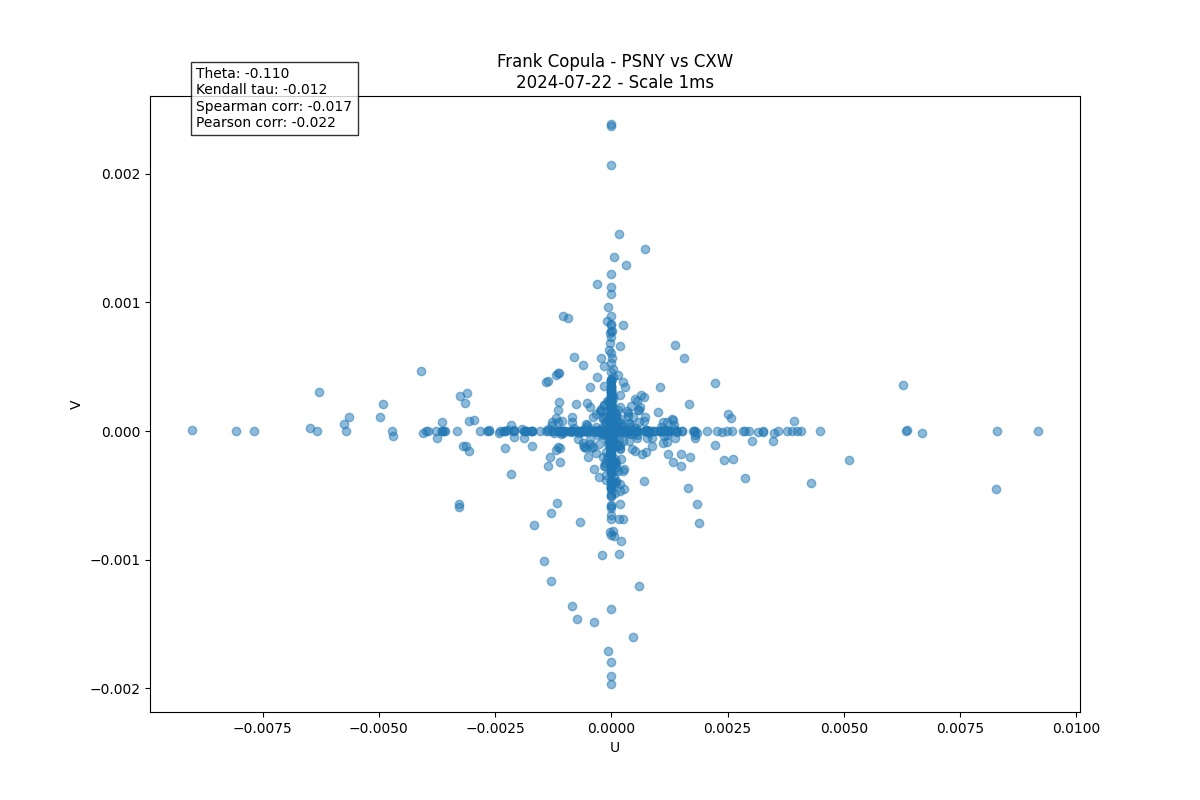 Frank Copula - PSNY vs CXW
2024-07-22 - Scale 1ms
Theta: -0.110
Kendall tau: -0.012
Spearman corr: -0.017
Pearson corr: -0.022
0.002
0.001
0.000
−0.001
−0.002
V
−0.0075 −0.0050 −0.0025 0.0000 0.0025 0.0050 0.0075 0.0100
U